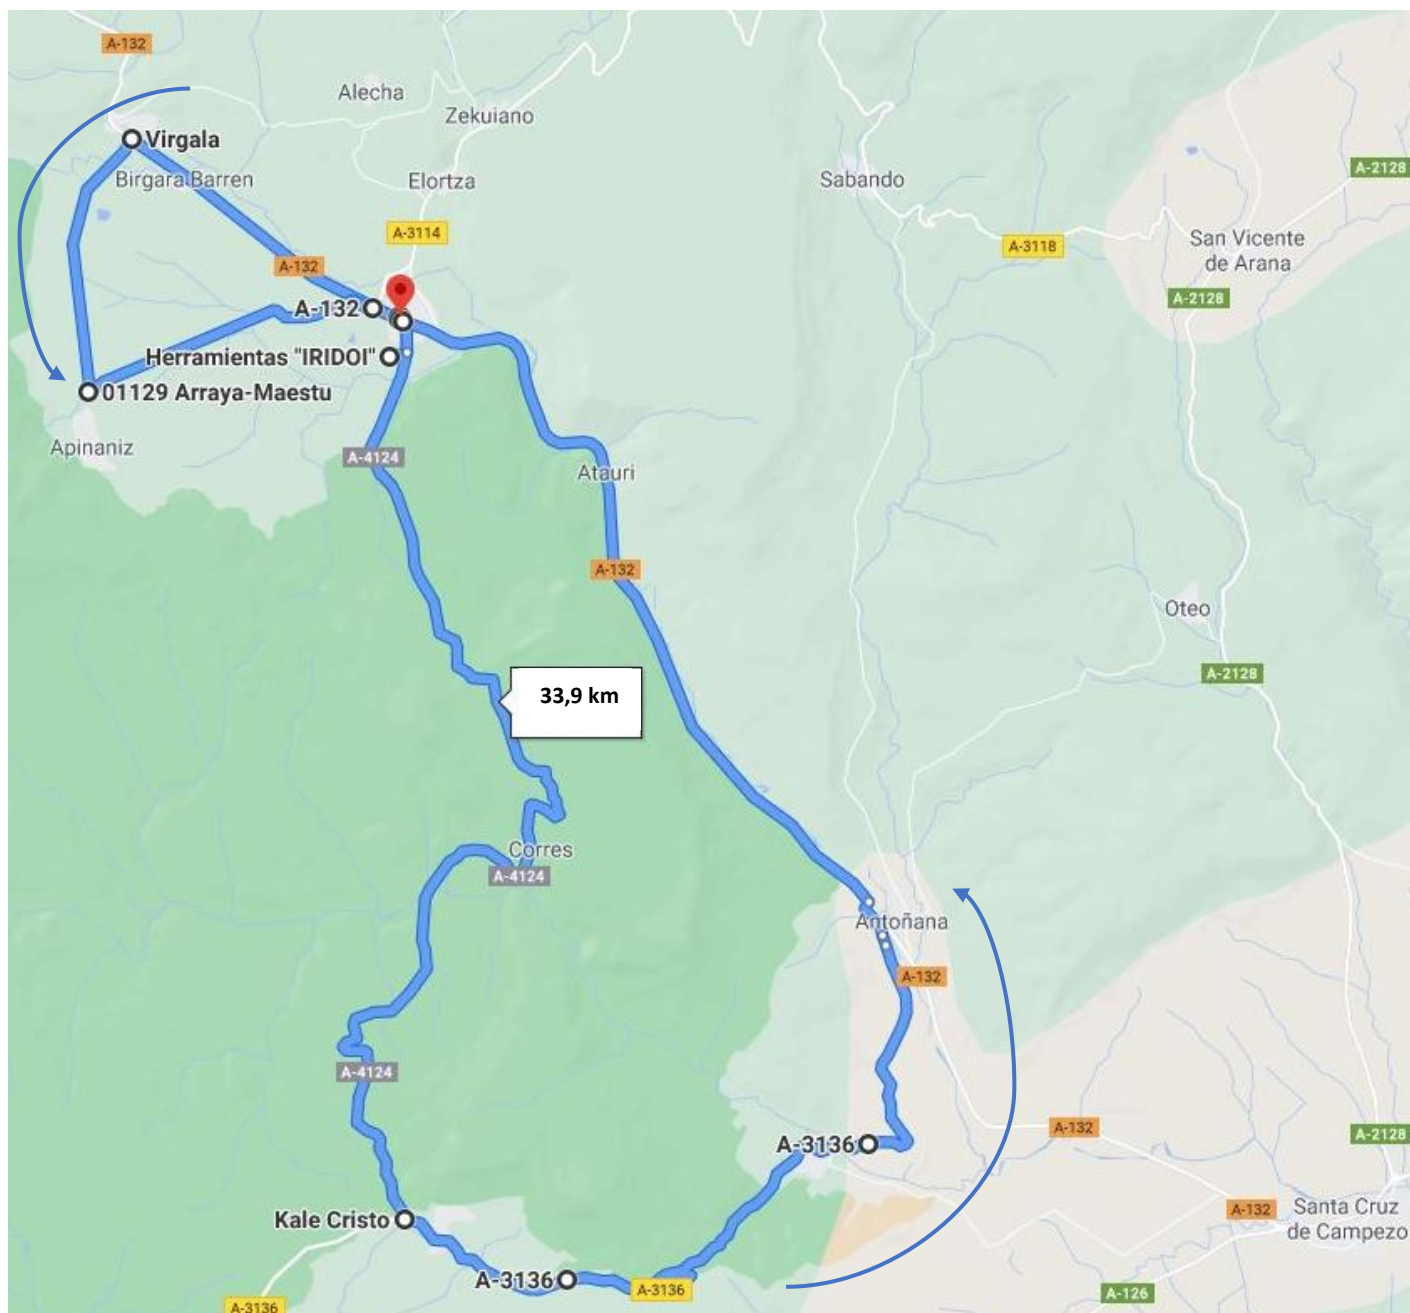 A-132
Alecha
Zekuiano
Virgala
Birgara Barren
Elortza
Sabando
A-2128
A-3114
A-3118
San Vicente
de Arana
A-132
A-2128
A-132
Herramientas "IRIDOI"
01129 Arraya-Maestu
Apinaniz
A-4124
Atauri
A-132
Oteo
A-2128
33,9 km
Corres
A-4124
Antoñana
A-132
A-4124
A-132
A-2128
A-3136
Kale Cristo
A-132
Santa Cruz
de Campezo
A-3136
A-3136
A-126
A-3136